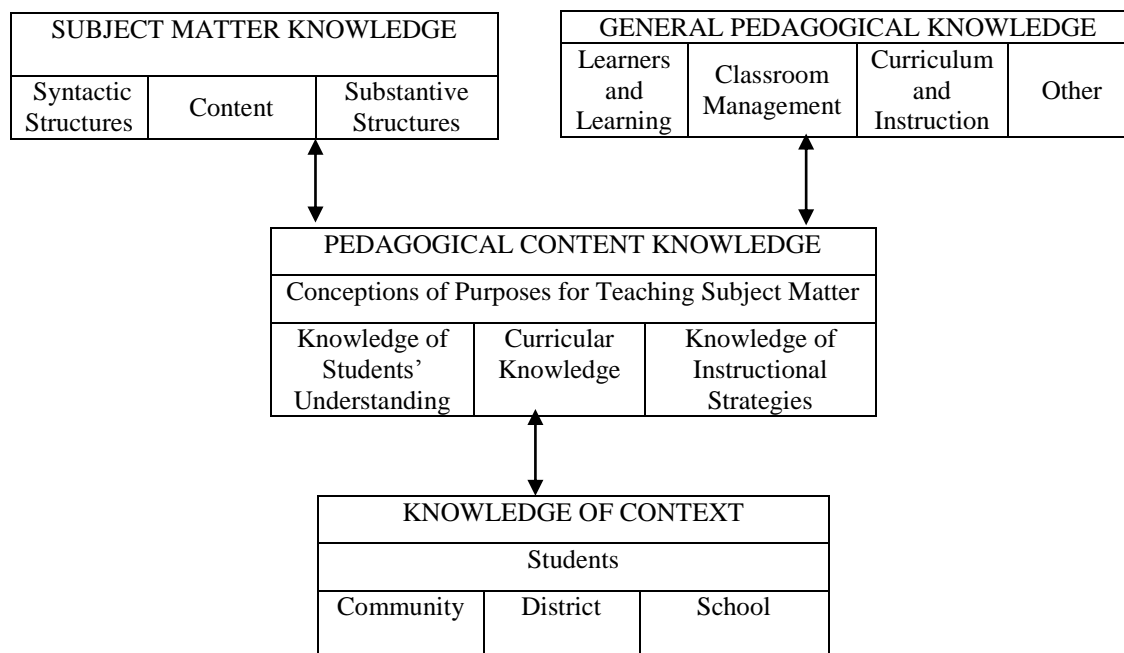 SUBJECT MATTER KNOWLEDGE
Syntactic
Structures
Content
Substantive
Structures
GENERAL PEDAGOGICAL KNOWLEDGE
Learners
and
Learning
Classroom
Management
Curriculum
and
Instruction
Other
PEDAGOGICAL CONTENT KNOWLEDGE
Conceptions of Purposes for Teaching Subject Matter
Knowledge of
Students’
Understanding
Curricular
Knowledge
Knowledge of
Instructional
Strategies
KNOWLEDGE OF CONTEXT
Students
Community
District
School